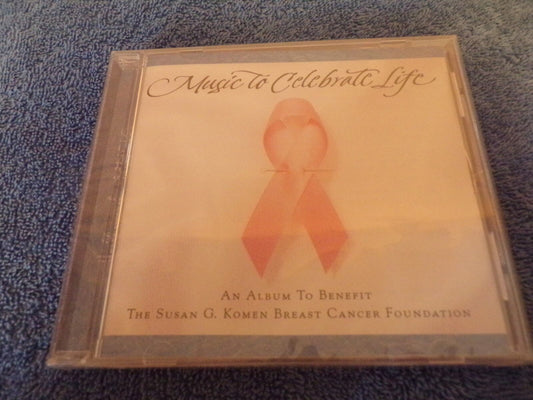 Music to Celebrate Life
An Album To Benefit
The Susan G. Komen Breast Cancer Foundation